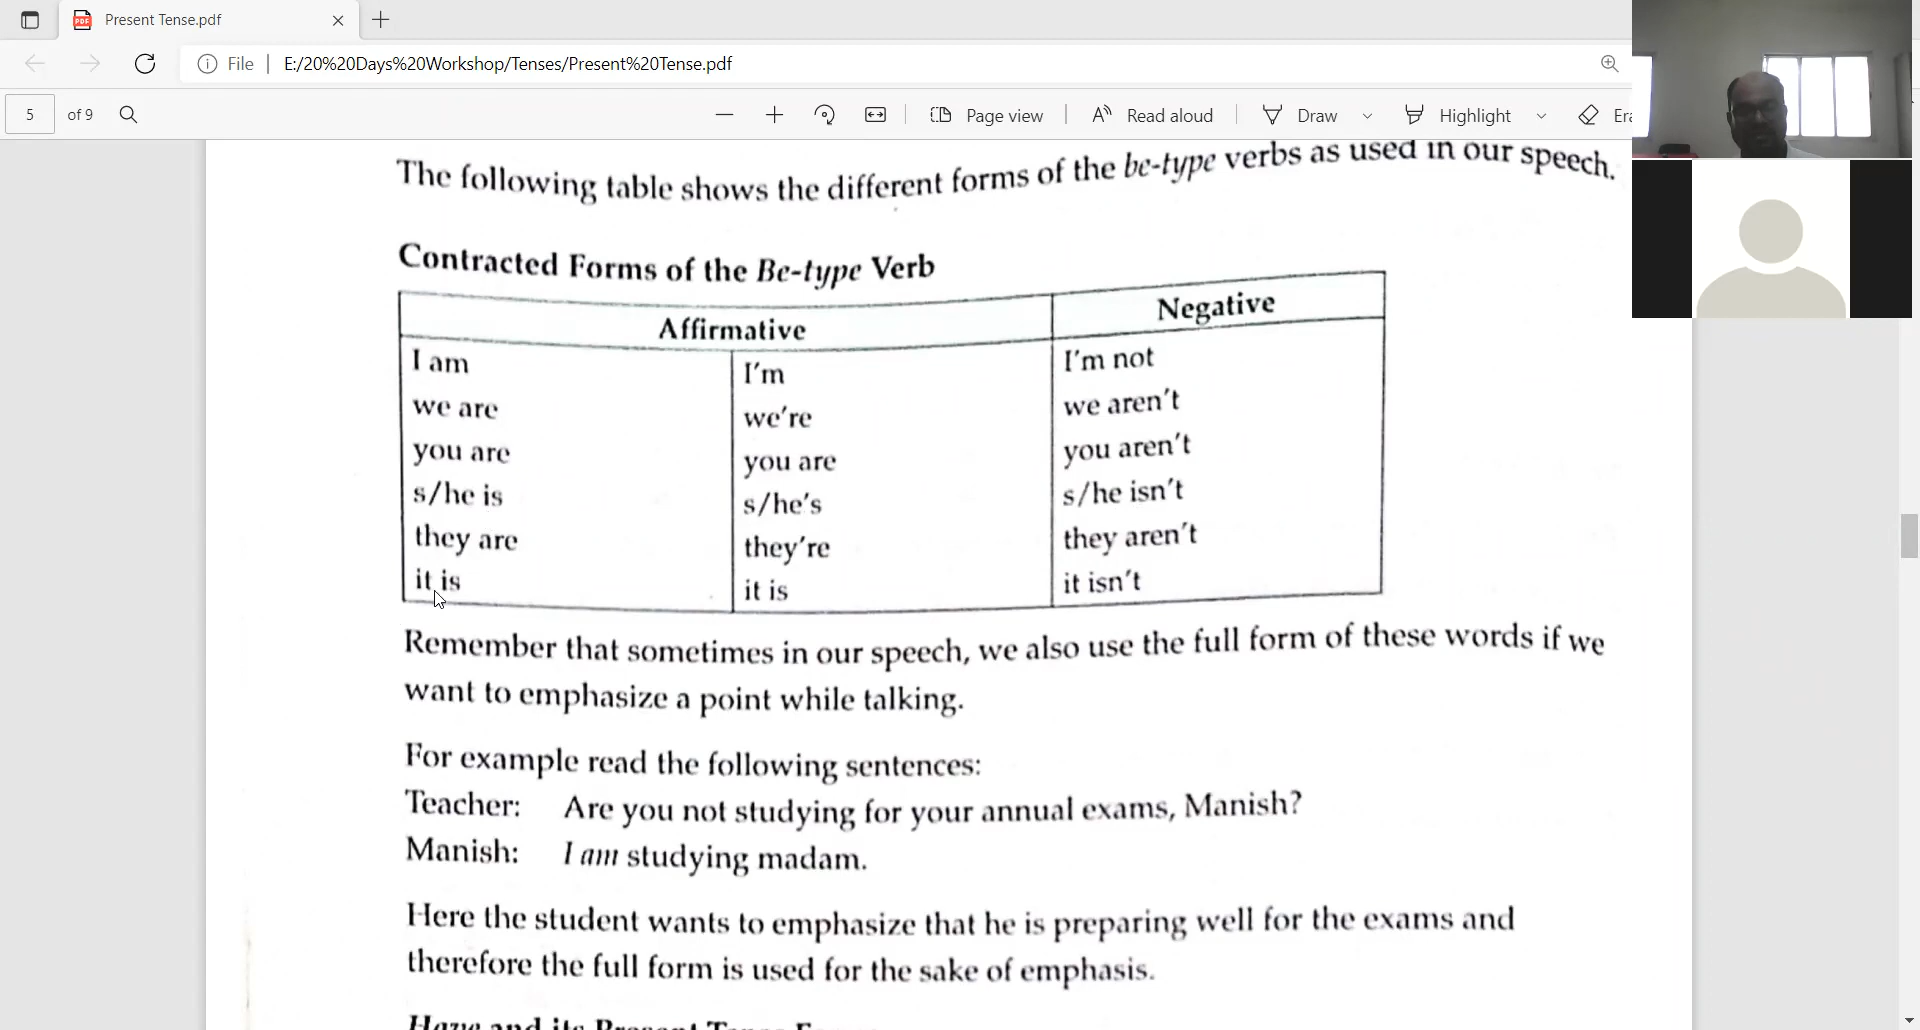 Present Tense.pdf
File
E:/20%20Days%20Workshop/Tenses/Present%20Tense.pdf
5 of 9
Page view
Read aloud
Draw
Highlight
Era
The following table shows the different forms of the be-type verbs as used in our speech.
Contracted Forms of the Be-type Verb
Affirmative Negative
I am I'm I'm not
we are we're we aren't
you are you are you aren't
s/he is s/he's s/he isn't
they are they're they aren't
it is it is it isn't
Remember that sometimes in our speech, we also use the full form of these words if we
want to emphasize a point while talking.
For example read the following sentences:
Teacher: Are you not studying for your annual exams, Manish?
Manish: I am studying madam.
Here the student wants to emphasize that he is preparing well for the exams and
therefore the full form is used for the sake of emphasis.